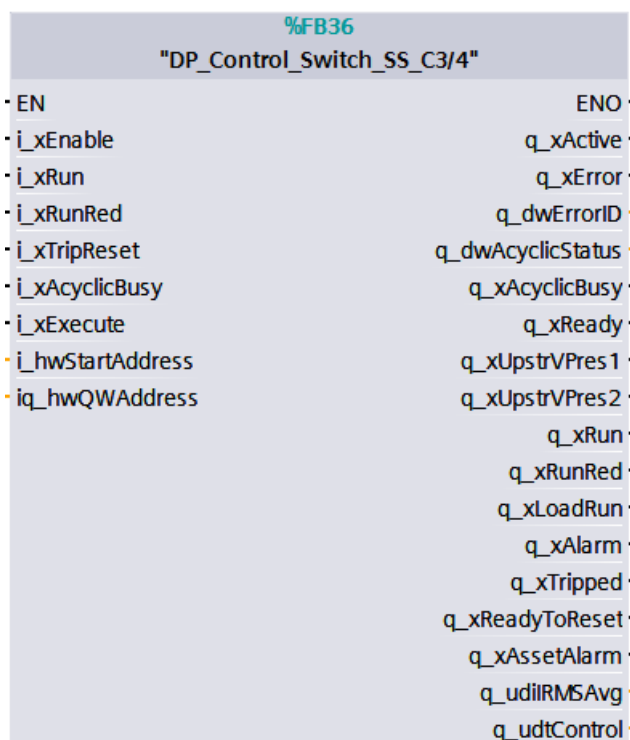 %FB36
"DP_Control_Switch_SS_C3/4"
EN ENO
i_xEnable q_xActive
i_xRun q_xError
i_xRunRed q_dwErrorID
i_xTripReset q_dwAcyclicStatus
i_xAcyclicBusy q_xAcyclicBusy
i_xExecute q_xReady
i_hwStartAddress q_xUpstrVPres1
iq_hwQWAddress q_xUpstrVPres2
q_xRun
q_xRunRed
q_xLoadRun
q_xAlarm
q_xTripped
q_xReadyToReset
q_xAssetAlarm
q_udiIRMSAvg
q_udtControl